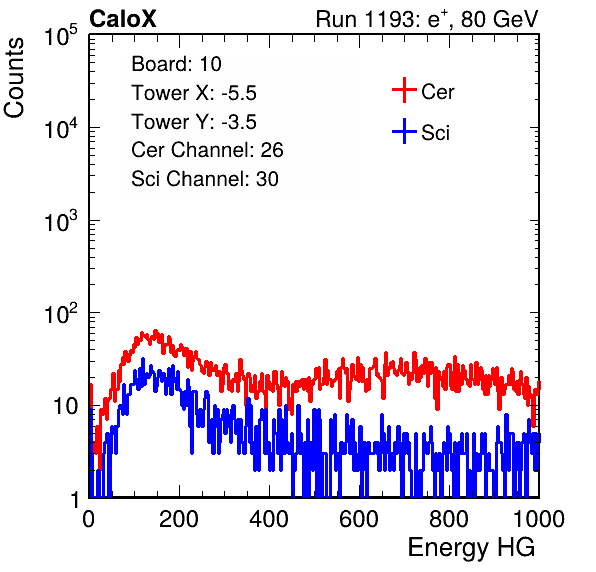 CaloX Run 1193: e⁺, 80 GeV
Counts
Board: 10
Tower X: -5.5
Tower Y: -3.5
Cer Channel: 26
Sci Channel: 30
Cer
Sci
10⁵
10⁴
10³
10²
10
1
0 200 400 600 800 1000
Energy HG